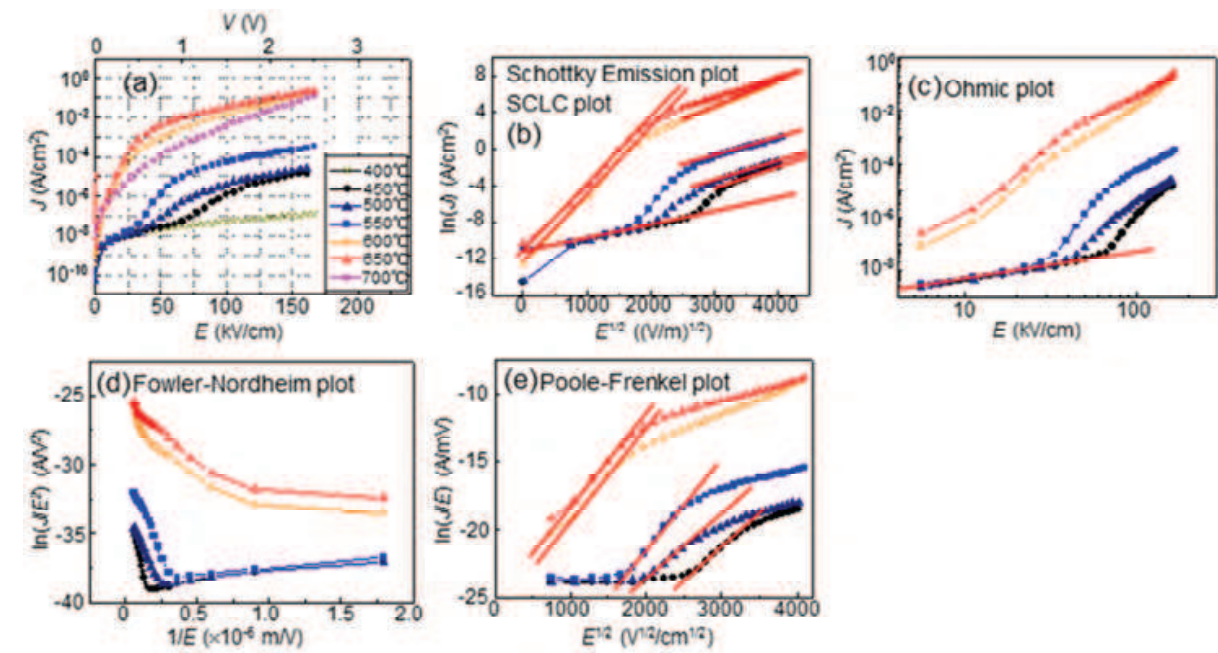 V (V)
0 1 2 3
(a)
10⁰
10⁻²
10⁻⁴
10⁻⁶
10⁻⁸
10⁻¹⁰
J (A/cm²)
400℃
450℃
500℃
550℃
600℃
650℃
700℃
0 50 100 150 200
E (kV/cm)
Schottky Emission plot
SCLC plot
(b)
8
4
0
-4
-8
-12
-16
ln(J) (A/cm²)
0 1000 2000 3000 4000
E^1/2 ((V/m)^1/2)
(c) Ohmic plot
10⁰
10⁻²
10⁻⁴
10⁻⁶
10⁻⁸
J (A/cm²)
10 100
E (kV/cm)
(d) Fowler-Nordheim plot
-25
-30
-35
-40
ln(J/E²) (A/V²)
0 0.5 1.0 1.5 2.0
1/E (×10⁻⁶ m/V)
(e) Poole-Frenkel plot
-10
-15
-20
-25
ln(J/E) (A/mV)
0 1000 2000 3000 4000
E^1/2 (V^1/2/cm^1/2)